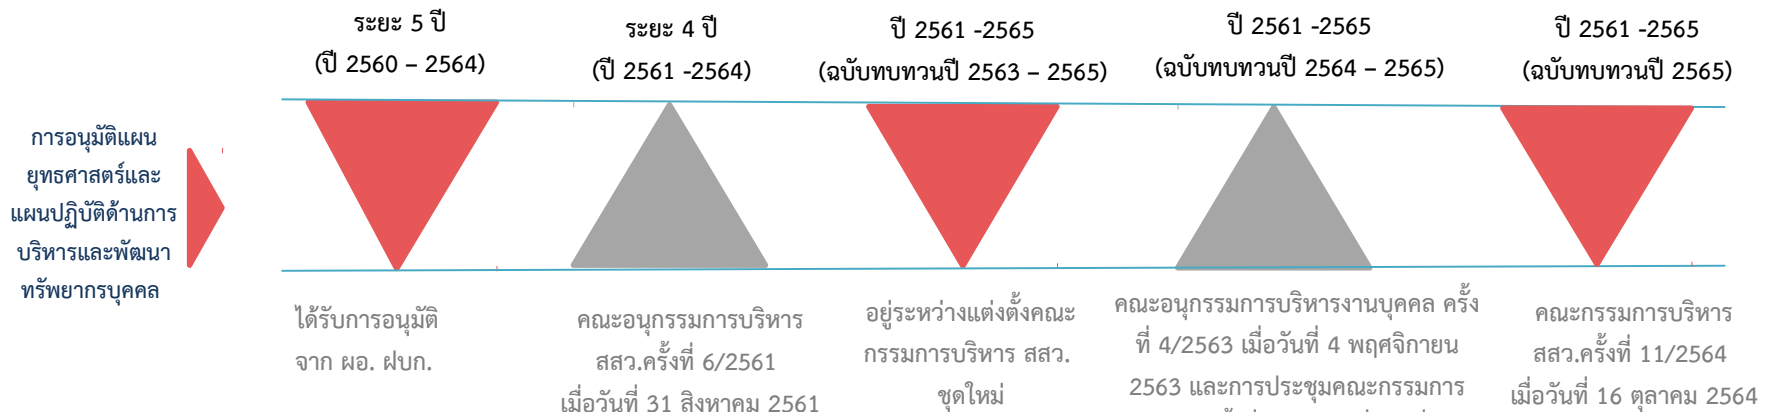 การอนุมัติแผน
ยุทธศาสตร์และ
แผนปฏิบัติด้านการ
บริหารและพัฒนา
ทรัพยากรบุคคล
ระยะ 5 ปี
(ปี 2560 – 2564)
ระยะ 4 ปี
(ปี 2561 -2564)
ปี 2561 -2565
(ฉบับทบทวนปี 2563 – 2565)
ปี 2561 -2565
(ฉบับทบทวนปี 2564 – 2565)
ปี 2561 -2565
(ฉบับทบทวนปี 2565)
ได้รับการอนุมัติ
จาก ผอ. ฝบก.
คณะอนุกรรมการบริหาร
สสว.ครั้งที่ 6/2561
เมื่อวันที่ 31 สิงหาคม 2561
อยู่ระหว่างแต่งตั้งคณะ
กรรมการบริหาร สสว.
ชุดใหม่
คณะอนุกรรมการบริหารงานบุคคล ครั้ง
ที่ 4/2563 เมื่อวันที่ 4 พฤศจิกายน
2563 และการประชุมคณะกรรมการ
คณะกรรมการบริหาร
สสว.ครั้งที่ 11/2564
เมื่อวันที่ 16 ตุลาคม 2564